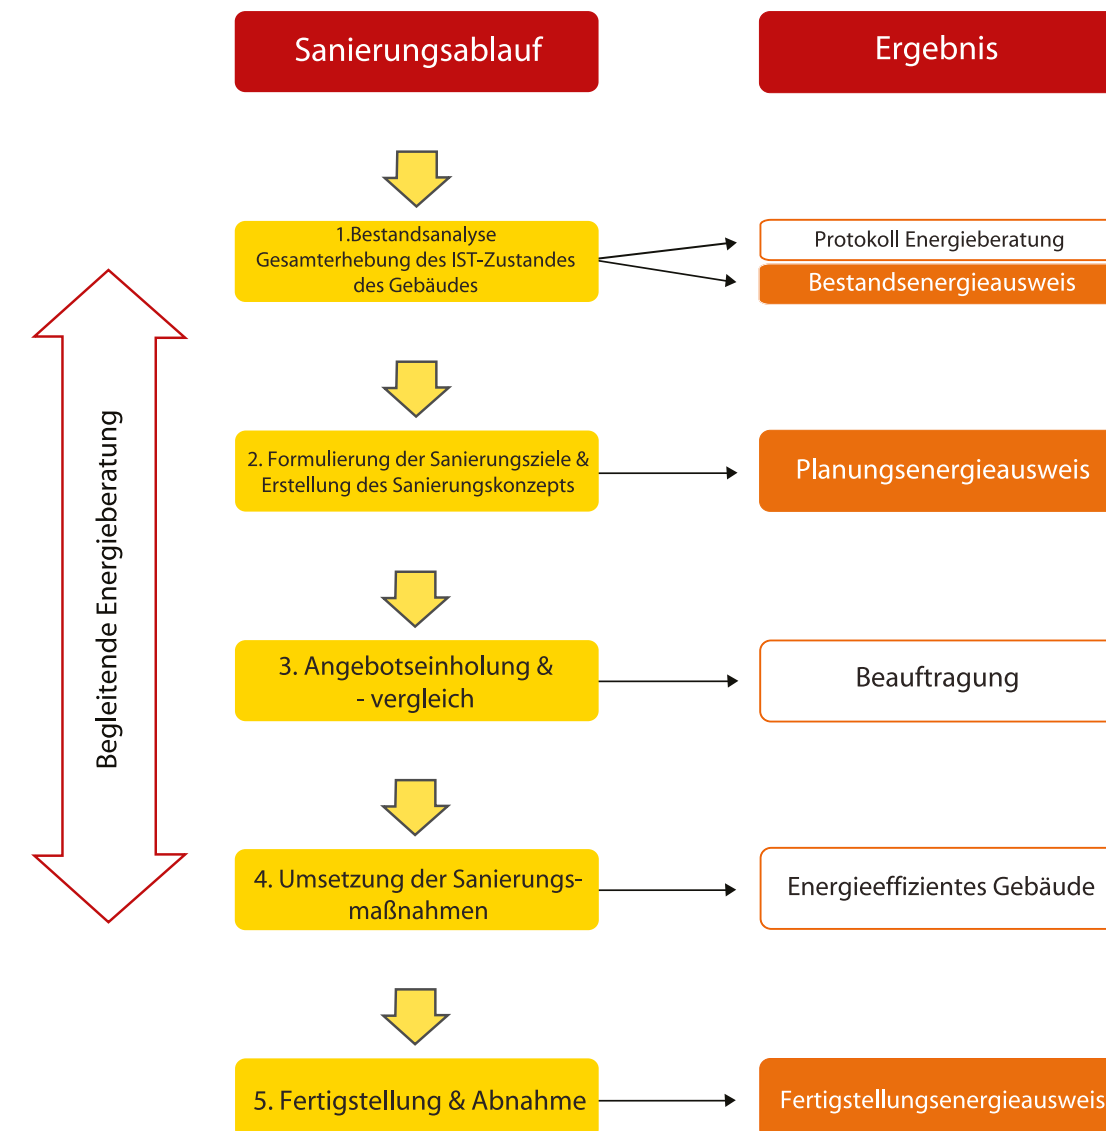 Sanierungsablauf
Ergebnis
1.Bestandsanalyse
Gesamterhebung des IST-Zustandes
des Gebäudes
Protokoll Energieberatung
Bestandsenergieausweis
Begleitende Energieberatung
2. Formulierung der Sanierungsziele &
Erstellung des Sanierungskonzepts
Planungsenergieausweis
3. Angebotseinholung &
- vergleich
Beauftragung
4. Umsetzung der Sanierungs-
maßnahmen
Energieeffizientes Gebäude
5. Fertigstellung & Abnahme
Fertigstellungsenergieausweis